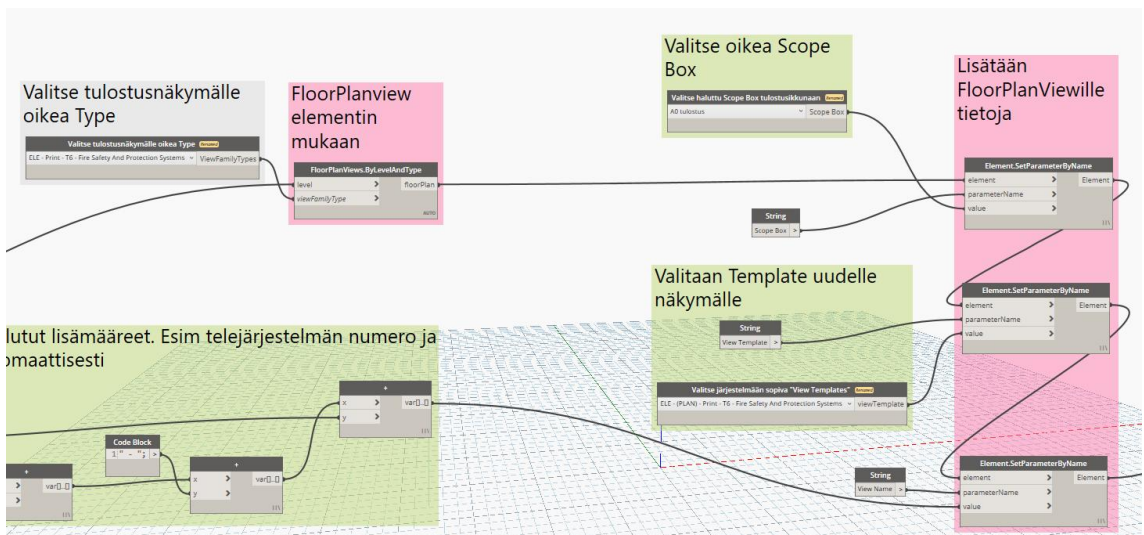 Valitse tulostusnäkymälle
oikea Type
Valitse tulostusnäkymälle oikea Type Renamed
ELE - Print - T6 - Fire Safety And Protection Systems
ViewFamilyTypes
FloorPlanview
elementin
mukaan
FloorPlanViews.ByLevelAndType
level > floorPlan
viewFamilyType >
AUTO
Valitse oikea Scope
Box
Valitse haluttu Scope Box tulostusikkunaan Renamed
A0 tulostus
Scope Box
Lisätään
FloorPlanViewille
tietoja
Element.SetParameterByName
element > Element
parameterName >
value >
String
Scope Box >
Valitaan Template uudelle
näkymälle
String
View Template >
Valitse järjestelmään sopiva "View Templates" Renamed
ELE - (PLAN) - Print - T6 - Fire Safety And Protection Systems
viewTemplate
Element.SetParameterByName
element > Element
parameterName >
value >
lutut lisämääreet. Esim telejärjestelmän numero ja
omaattisesti
+
x > var[]..[]
y >
Code Block
1 " - "; >
+
x > var[]..[]
y >
+
> var[]..[]
>
String
View Name >
Element.SetParameterByName
element > Element
parameterName >
value >